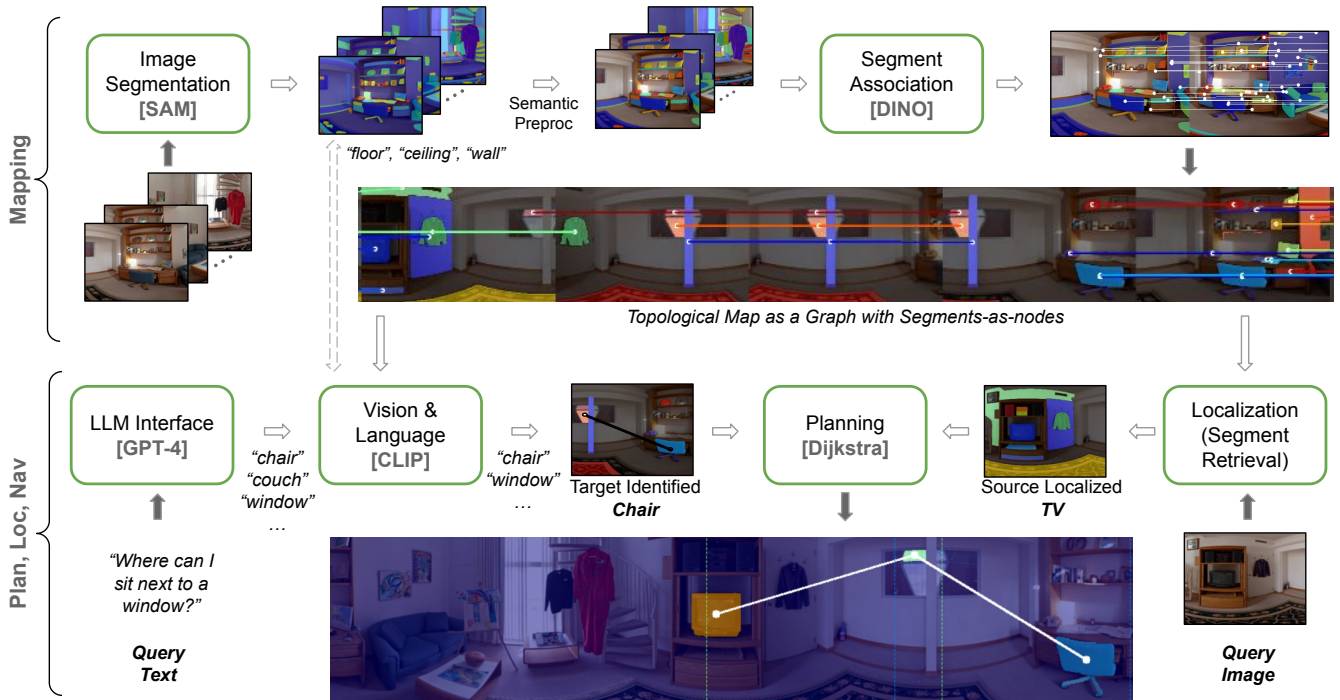 Mapping
Image
Segmentation
[SAM]
Semantic
Preproc
Segment
Association
[DINO]
“floor”, “ceiling”, “wall”
Topological Map as a Graph with Segments-as-nodes
Plan, Loc, Nav
LLM Interface
[GPT-4]
“chair”
“couch”
“window”
…
Vision &
Language
[CLIP]
“chair”
“window”
…
Target Identified
Chair
Planning
[Dijkstra]
Source Localized
TV
Localization
(Segment
Retrieval)
“Where can I
sit next to a
window?”
Query
Text
Query
Image